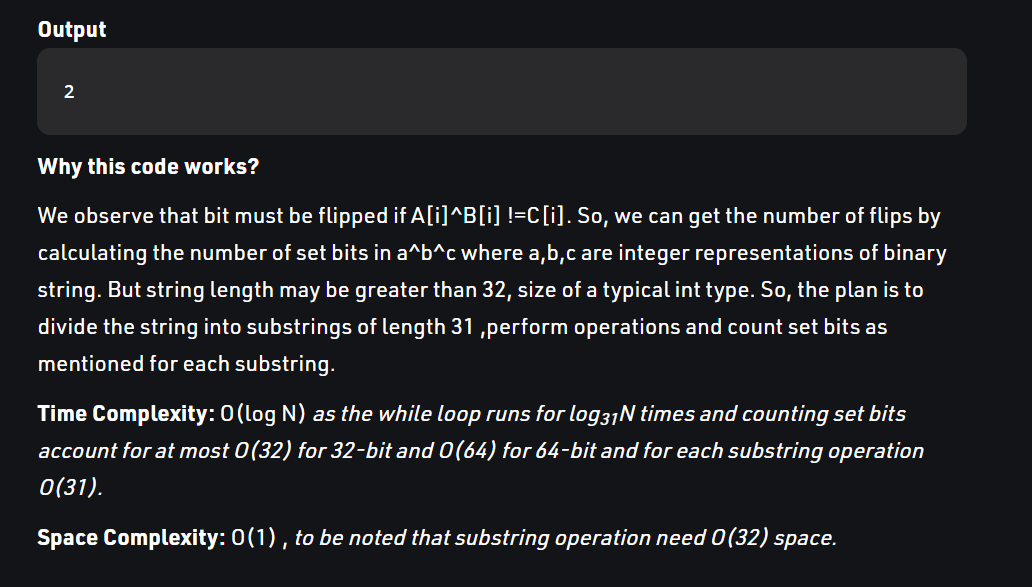 Output
2
Why this code works?
We observe that bit must be flipped if A[i]^B[i] !=C[i]. So, we can get the number of flips by
calculating the number of set bits in a^b^c where a,b,c are integer representations of binary
string. But string length may be greater than 32, size of a typical int type. So, the plan is to
divide the string into substrings of length 31 ,perform operations and count set bits as
mentioned for each substring.
Time Complexity: O(log N) as the while loop runs for log31N times and counting set bits
account for at most O(32) for 32-bit and O(64) for 64-bit and for each substring operation
O(31).
Space Complexity: O(1) , to be noted that substring operation need O(32) space.